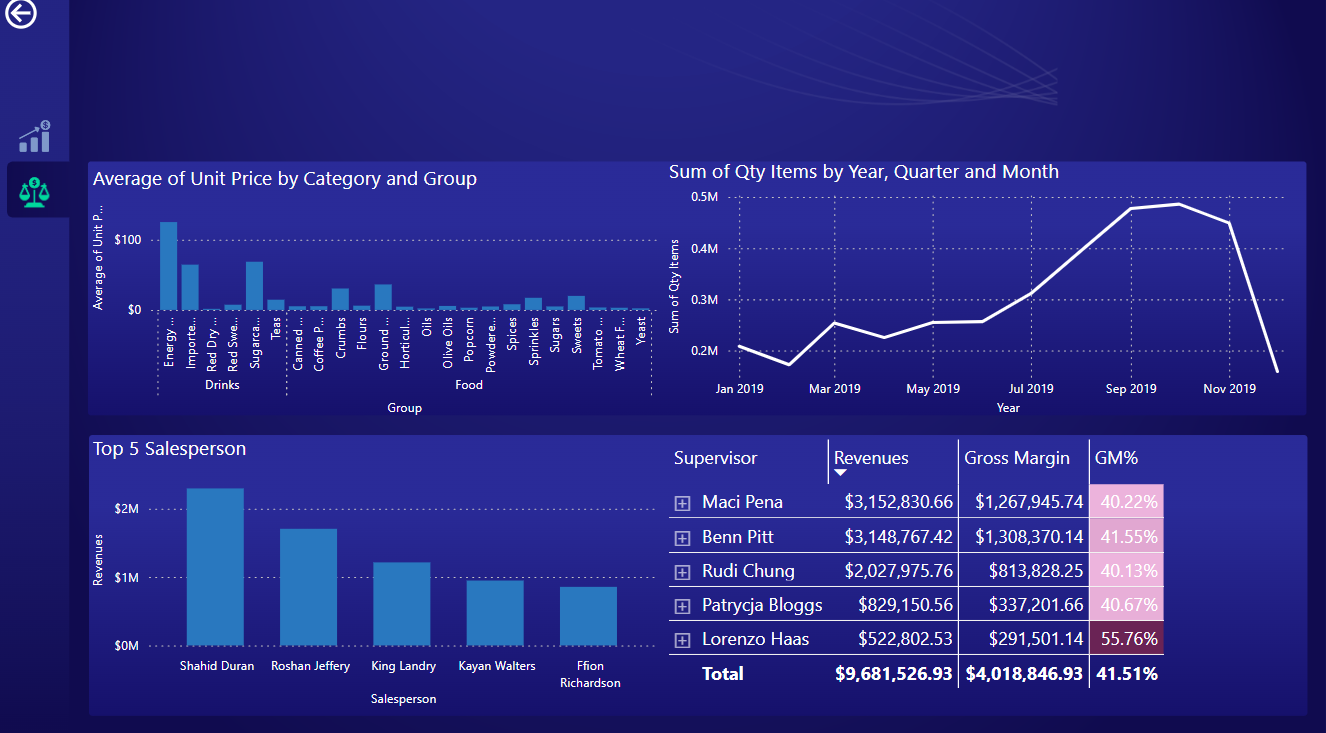 Average of Unit Price by Category and Group
Average of Unit P...
$100
$0
Energy ...
Importe...
Red Dry ...
Red Swe...
Sugarca...
Teas
Canned ...
Coffee P...
Crumbs
Flours
Ground ...
Horticul...
Oils
Olive Oils
Popcorn
Powdere...
Spices
Sprinkles
Sugars
Sweets
Tomato ...
Wheat F...
Yeast
Drinks
Food
Group
Sum of Qty Items by Year, Quarter and Month
Sum of Qty Items
0.5M
0.4M
0.3M
0.2M
Jan 2019 Mar 2019 May 2019 Jul 2019 Sep 2019 Nov 2019
Year
Top 5 Salesperson
Revenues
$2M
$1M
$0M
Shahid Duran Roshan Jeffery King Landry Kayan Walters Ffion
Richardson
Salesperson
Supervisor Revenues Gross Margin GM%
Maci Pena $3,152,830.66 $1,267,945.74 40.22%
Benn Pitt $3,148,767.42 $1,308,370.14 41.55%
Rudi Chung $2,027,975.76 $813,828.25 40.13%
Patrycja Bloggs $829,150.56 $337,201.66 40.67%
Lorenzo Haas $522,802.53 $291,501.14 55.76%
Total $9,681,526.93 $4,018,846.93 41.51%